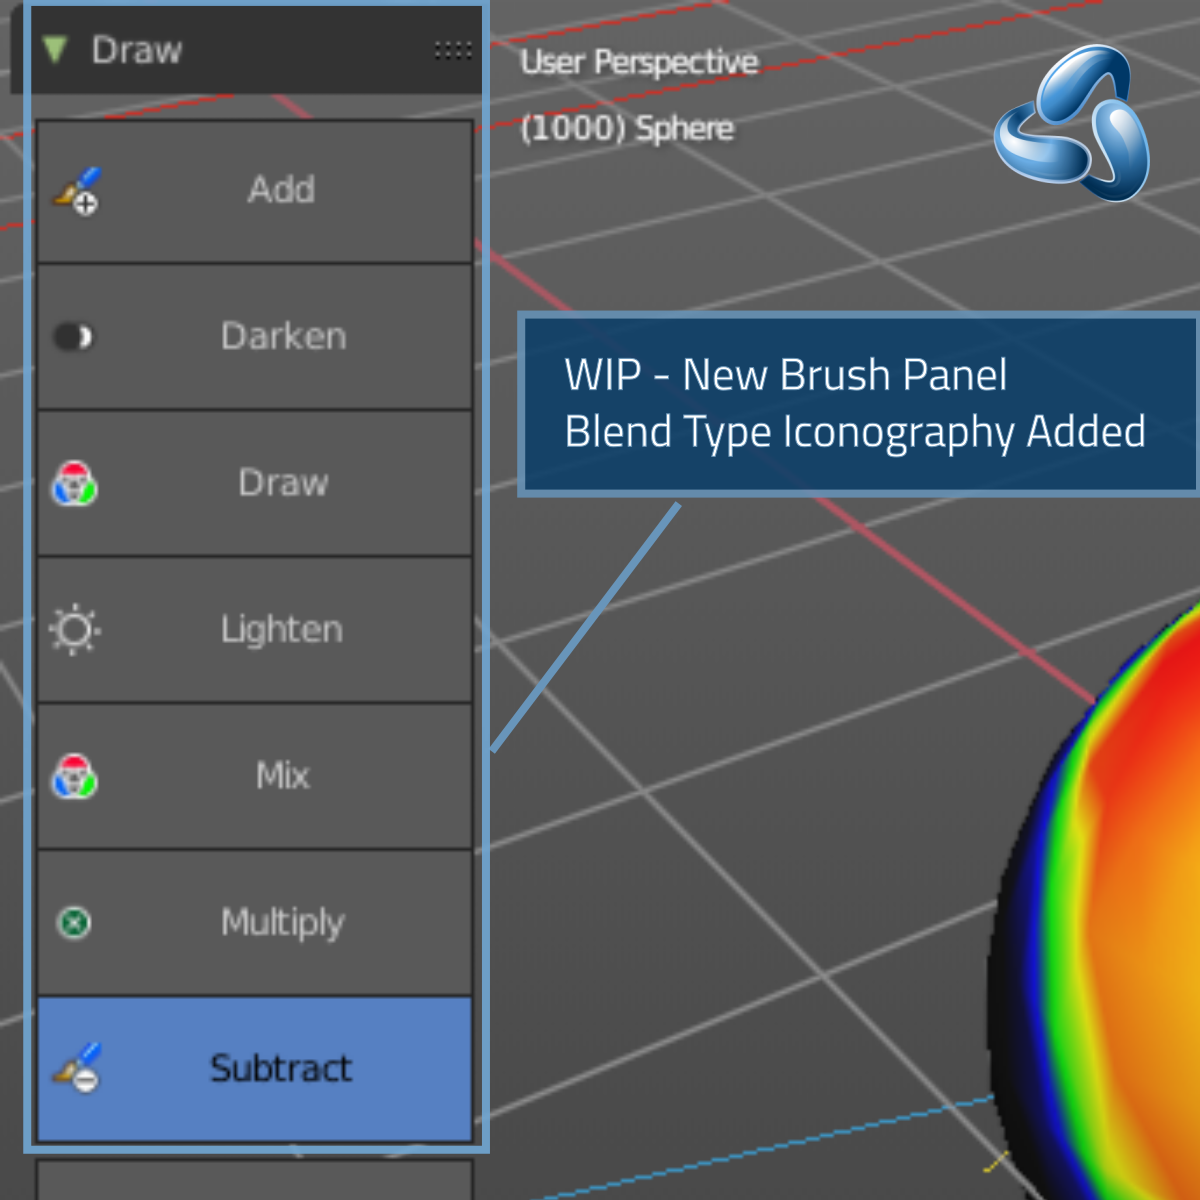 Draw
User Perspective
(1000) Sphere
Add
Darken
Draw
Lighten
Mix
Multiply
Subtract
WIP - New Brush Panel
Blend Type Iconography Added